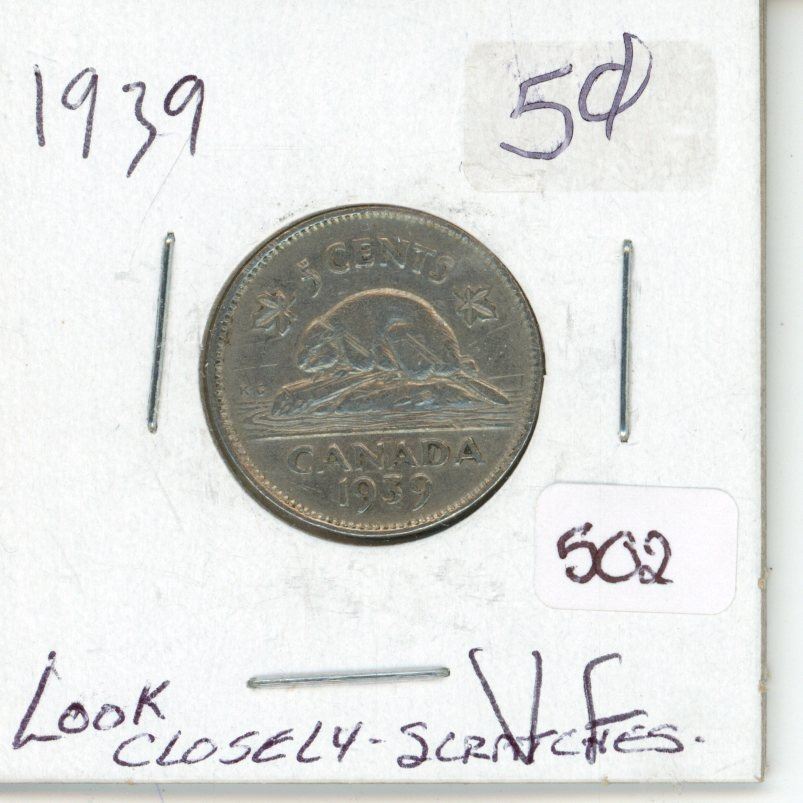 1939
5¢
5 CENTS
KG
CANADA
1939
502
VF
LOOK
CLOSELY - SCRATCHES.